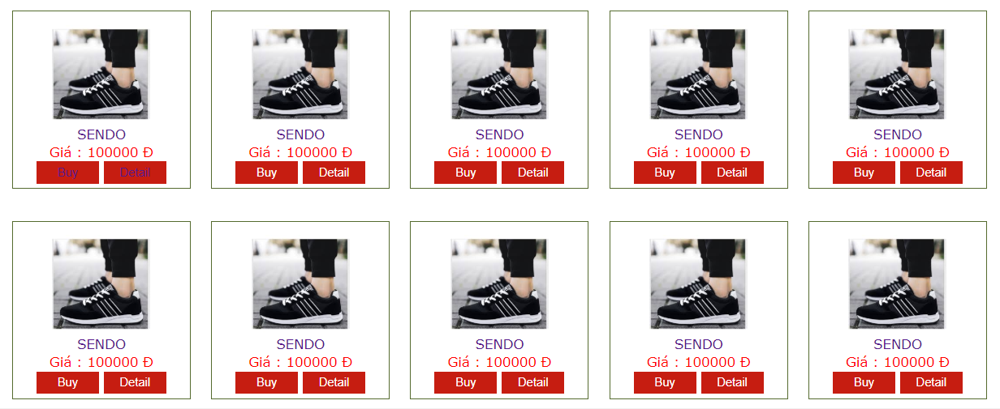 SENDO SENDO SENDO SENDO SENDO
Giá : 100000 Đ Giá : 100000 Đ Giá : 100000 Đ Giá : 100000 Đ Giá : 100000 Đ
Buy Detail Buy Detail Buy Detail Buy Detail Buy Detail
SENDO SENDO SENDO SENDO SENDO
Giá : 100000 Đ Giá : 100000 Đ Giá : 100000 Đ Giá : 100000 Đ Giá : 100000 Đ
Buy Detail Buy Detail Buy Detail Buy Detail Buy Detail